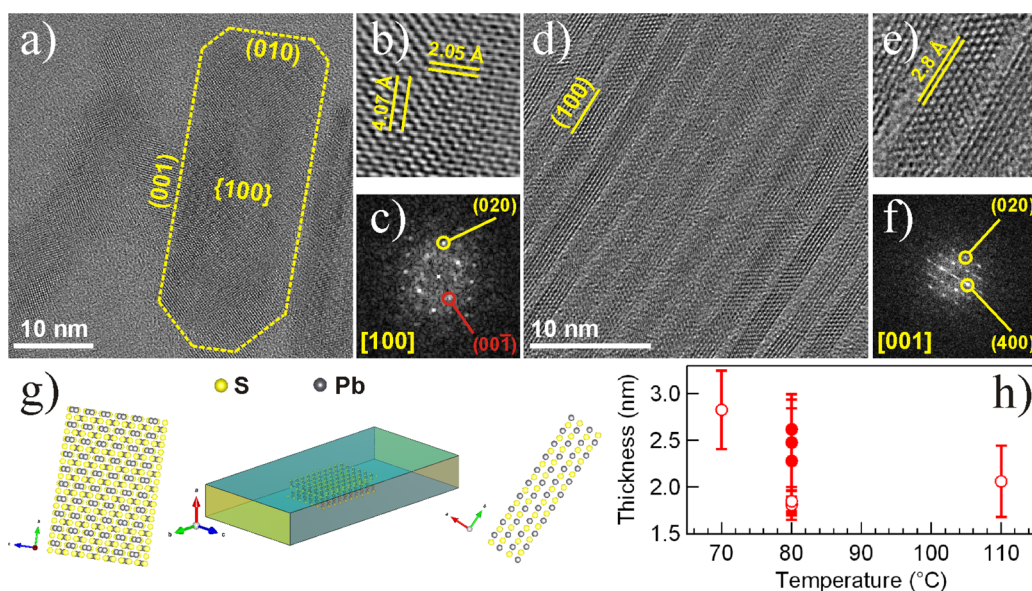 a)
(010)
(001)
{100}
10 nm
b)
2.05 Å
4.07 Å
c)
(020)
[100]
(001̄)
d)
(100)
10 nm
e)
2.8 Å
f)
(020)
[001]
(400)
g)
S
Pb
a
b
c
h)
3.0
2.5
2.0
1.5
Thickness (nm)
70
80
90
100
110
Temperature (°C)